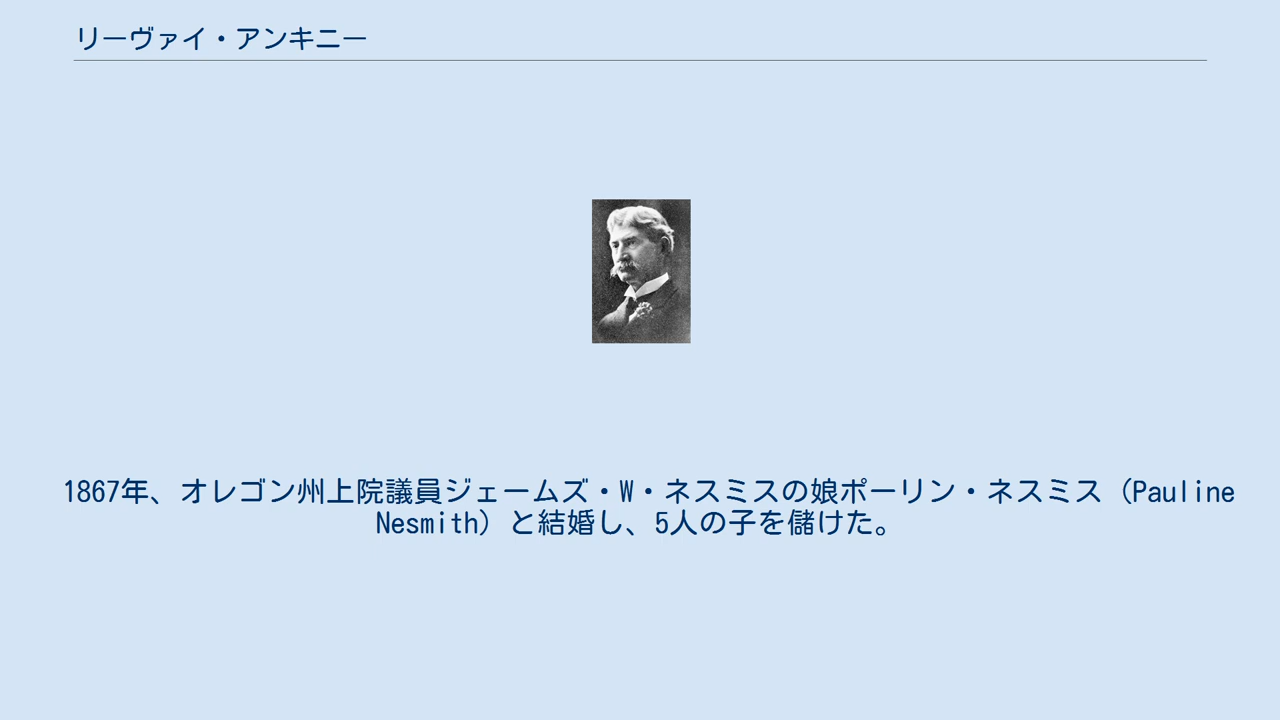 リーヴァイ・アンキニー
1867年、オレゴン州上院議員ジェームズ・W・ネスミスの娘ポーリン・ネスミス（Pauline
Nesmith）と結婚し、5人の子を儲けた。